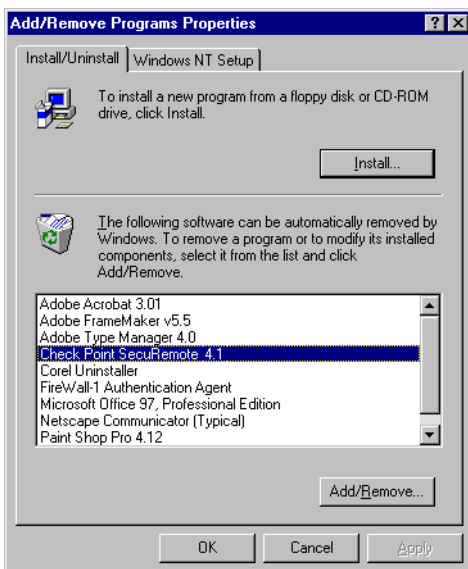 Add/Remove Programs Properties
Install/Uninstall
Windows NT Setup
To install a new program from a floppy disk or CD-ROM
drive, click Install.
Install...
The following software can be automatically removed by
Windows. To remove a program or to modify its installed
components, select it from the list and click
Add/Remove.
Adobe Acrobat 3.01
Adobe FrameMaker v5.5
Adobe Type Manager 4.0
Check Point SecuRemote 4.1
Corel Uninstaller
FireWall-1 Authentication Agent
Microsoft Office 97, Professional Edition
Netscape Communicator (Typical)
Paint Shop Pro 4.12
Add/Remove...
OK
Cancel
Apply